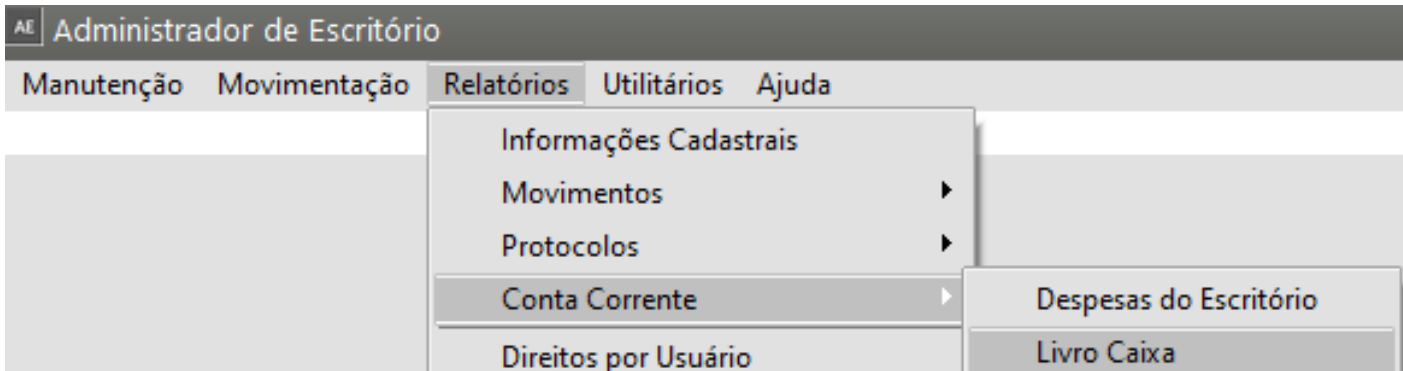 AE Administrador de Escritório
Manutenção Movimentação Relatórios Utilitários Ajuda
Informações Cadastrais
Movimentos
Protocolos
Conta Corrente
Despesas do Escritório
Direitos por Usuário
Livro Caixa